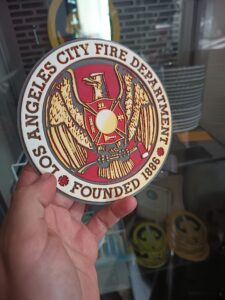 LOS ANGELES CITY FIRE DEPARTMENT
FOUNDED 1886